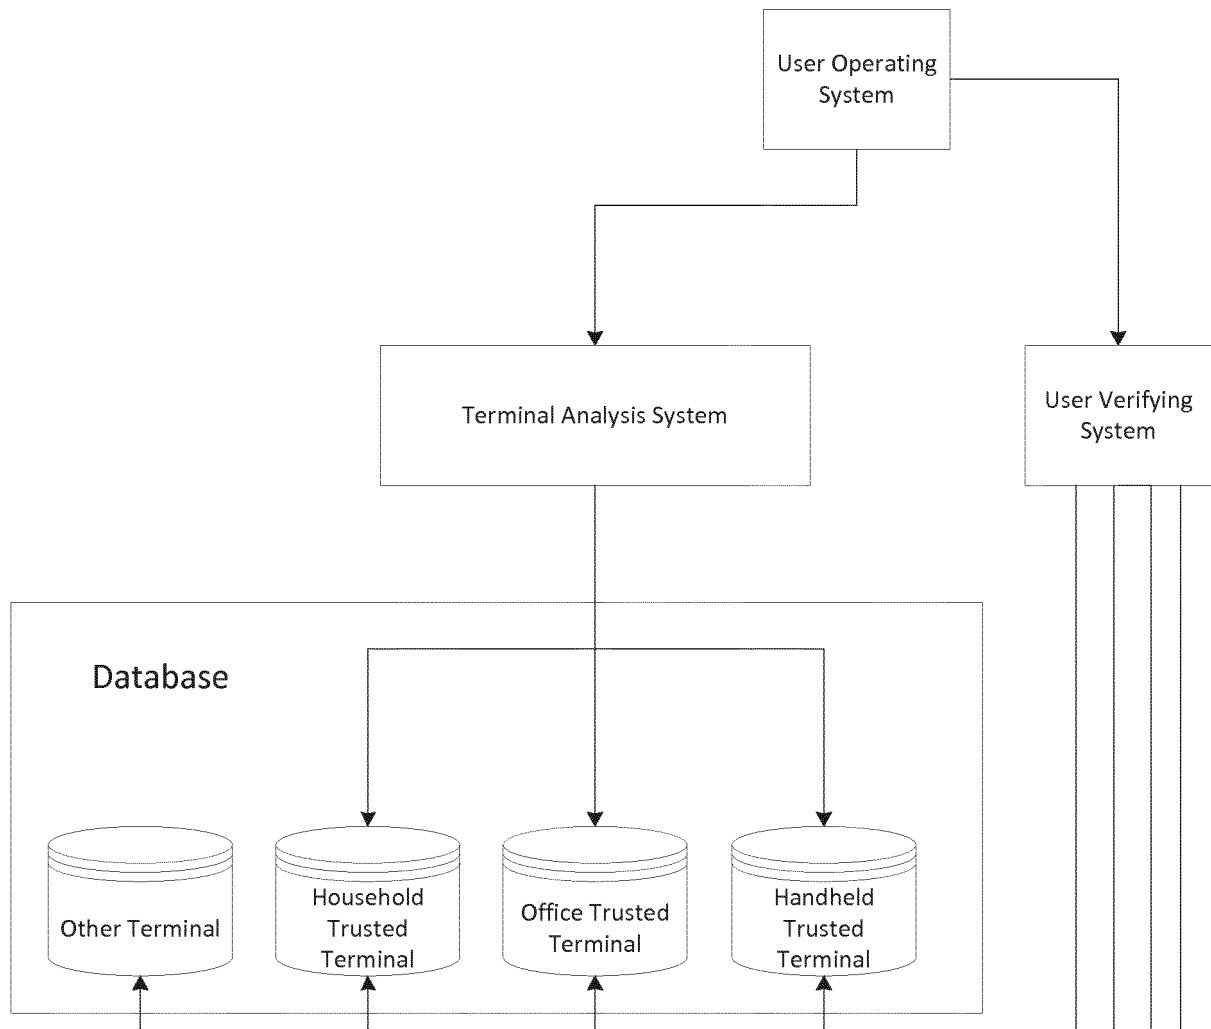 User Operating
System
Terminal Analysis System
User Verifying
System
Database
Other Terminal
Household
Trusted
Terminal
Office Trusted
Terminal
Handheld
Trusted
Terminal